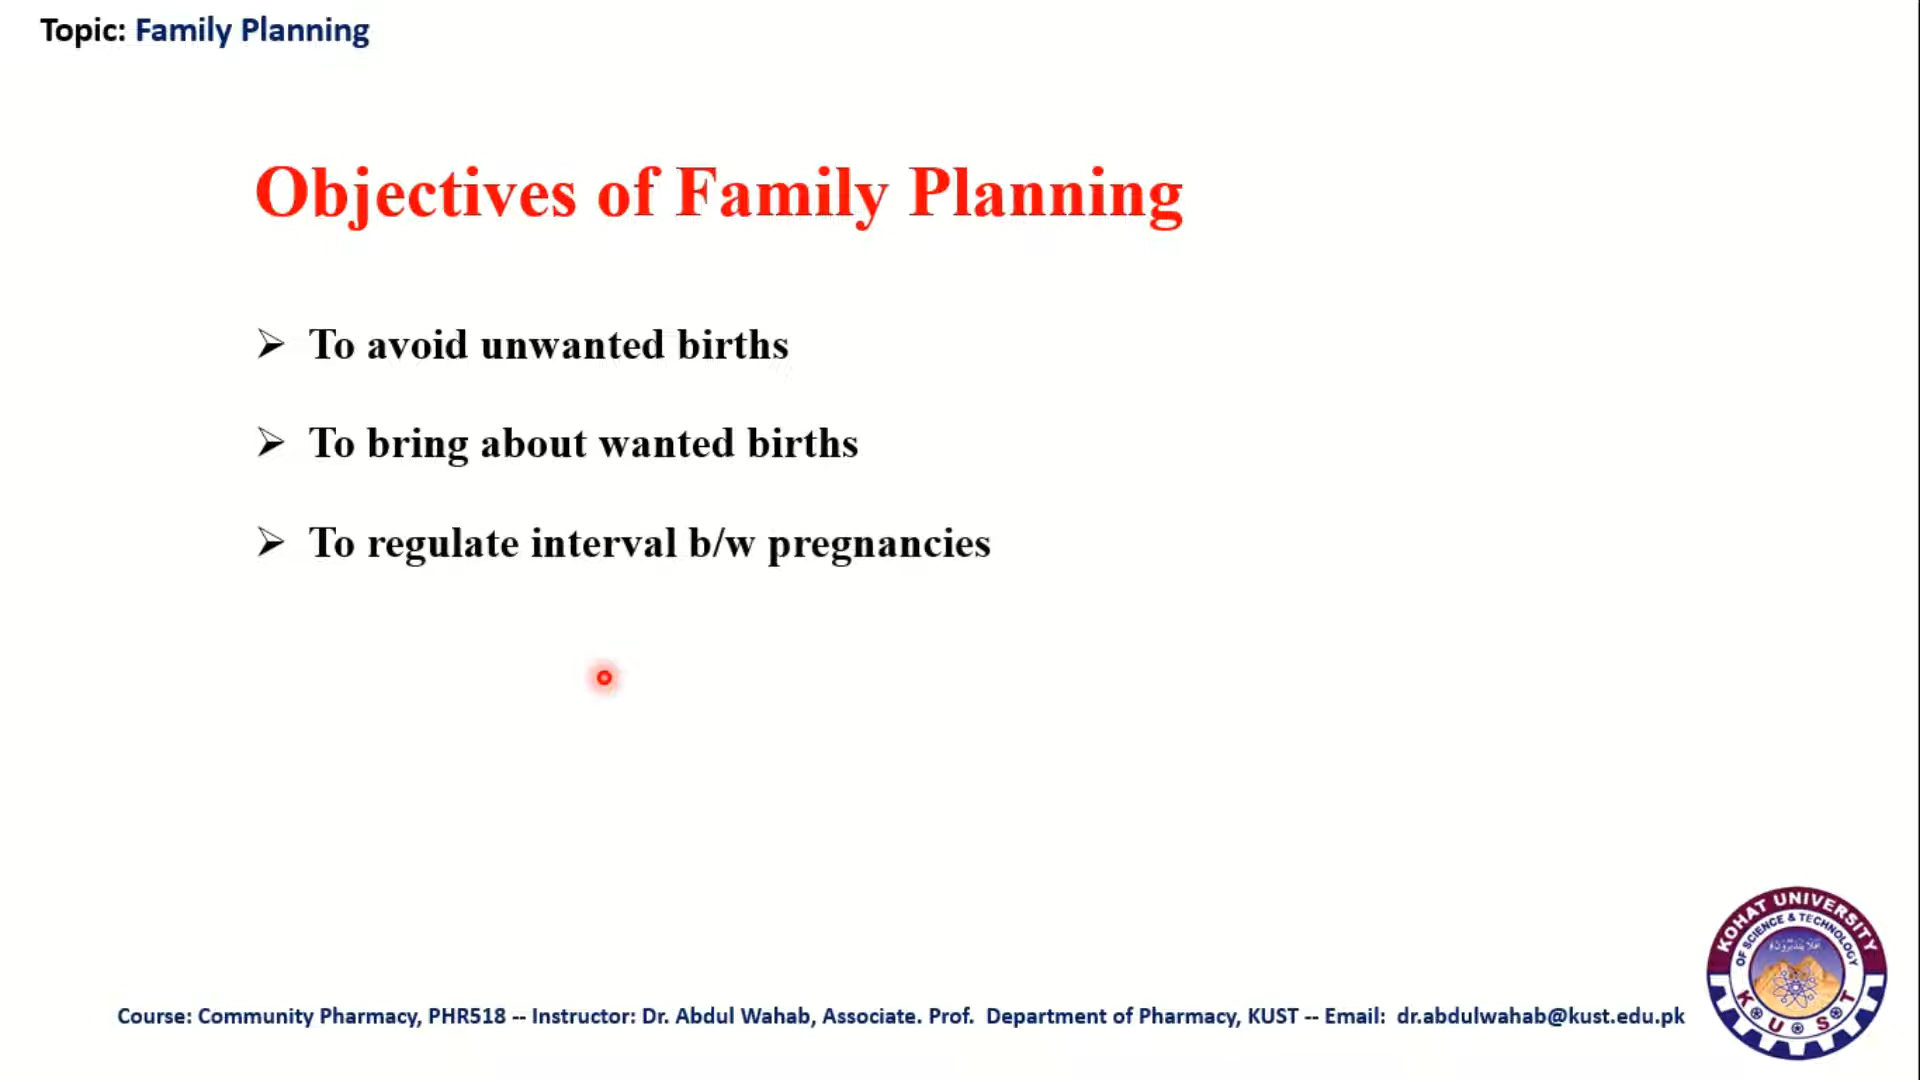 Topic: Family Planning
Objectives of Family Planning
➢ To avoid unwanted births
➢ To bring about wanted births
➢ To regulate interval b/w pregnancies
KOHAT UNIVERSITY
OF SCIENCE & TECHNOLOGY
K U S T
Course: Community Pharmacy, PHR518 -- Instructor: Dr. Abdul Wahab, Associate. Prof.  Department of Pharmacy, KUST -- Email:  dr.abdulwahab@kust.edu.pk